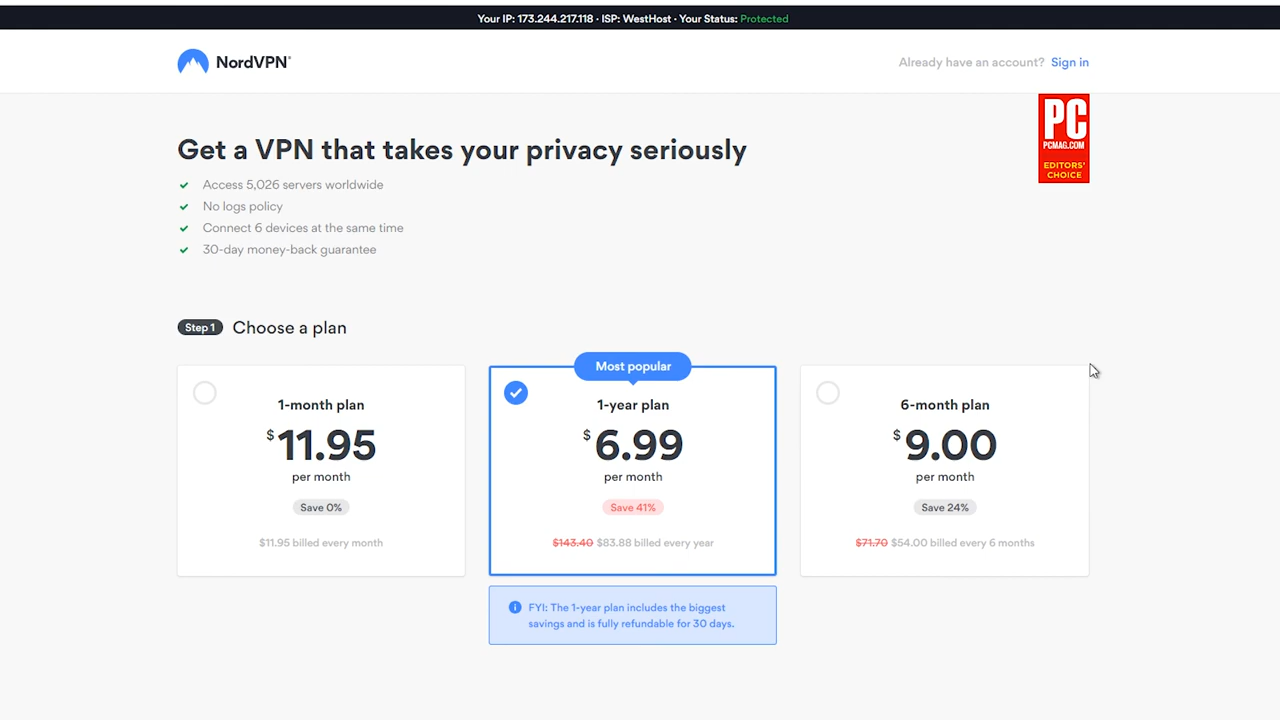 Your IP: 173.244.217.118 · ISP: WestHost · Your Status: Protected
NordVPN®
Already have an account? Sign in
PC
PCMAG.COM
EDITORS'
CHOICE
Get a VPN that takes your privacy seriously
Access 5,026 servers worldwide
No logs policy
Connect 6 devices at the same time
30-day money-back guarantee
Step 1 Choose a plan
1-month plan
$11.95
per month
Save 0%
$11.95 billed every month
Most popular
1-year plan
$6.99
per month
Save 41%
$143.40 $83.88 billed every year
6-month plan
$9.00
per month
Save 24%
$71.70 $54.00 billed every 6 months
FYI: The 1-year plan includes the biggest
savings and is fully refundable for 30 days.